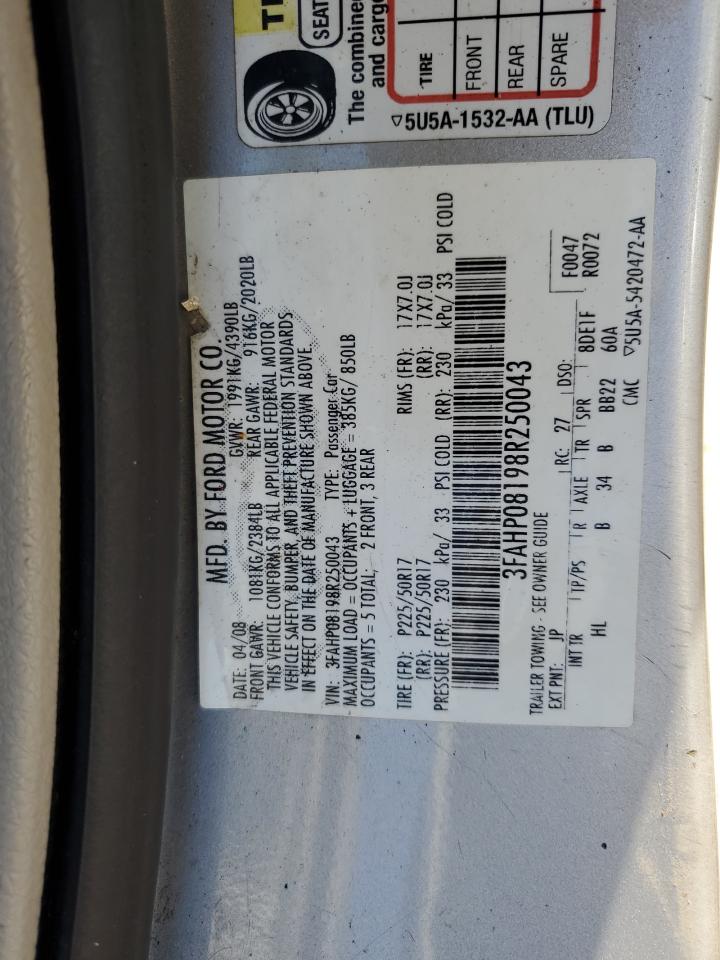 SEAT
The combined
and cargo
TIRE
FRONT
REAR
SPARE
▽5U5A-1532-AA (TLU)
MFD. BY FORD MOTOR CO.
DATE: 04/08 GVWR: 1991KG/4390LB
FRONT GAWR: 1081KG/2384LB REAR GAWR: 916KG/2020LB
THIS VEHICLE CONFORMS TO ALL APPLICABLE FEDERAL MOTOR
VEHICLE SAFETY, BUMPER, AND THEFT PREVENTION STANDARDS
IN EFFECT ON THE DATE OF MANUFACTURE SHOWN ABOVE.
VIN: 3FAHP08198R250043 TYPE: Passenger Car
MAXIMUM LOAD = OCCUPANTS + LUGGAGE = 385KG/ 850LB
OCCUPANTS = 5 TOTAL, 2 FRONT, 3 REAR
TIRE (FR): P225/50R17 RIMS (FR): 17X7.0J
(RR): P225/50R17 (RR): 17X7.0J
PRESSURE (FR): 230 kPa/ 33 PSI COLD (RR): 230 kPa/ 33 PSI COLD
3FAHP08198R250043
TRAILER TOWING - SEE OWNER GUIDE
EXT PNT: JP RC: 27 DSO: F0047
R0072
INT TR TP/PS R AXLE TR SPR 8DE1F
HL B 34 B BB22 60A
CMC ▽5U5A-5420472-AA